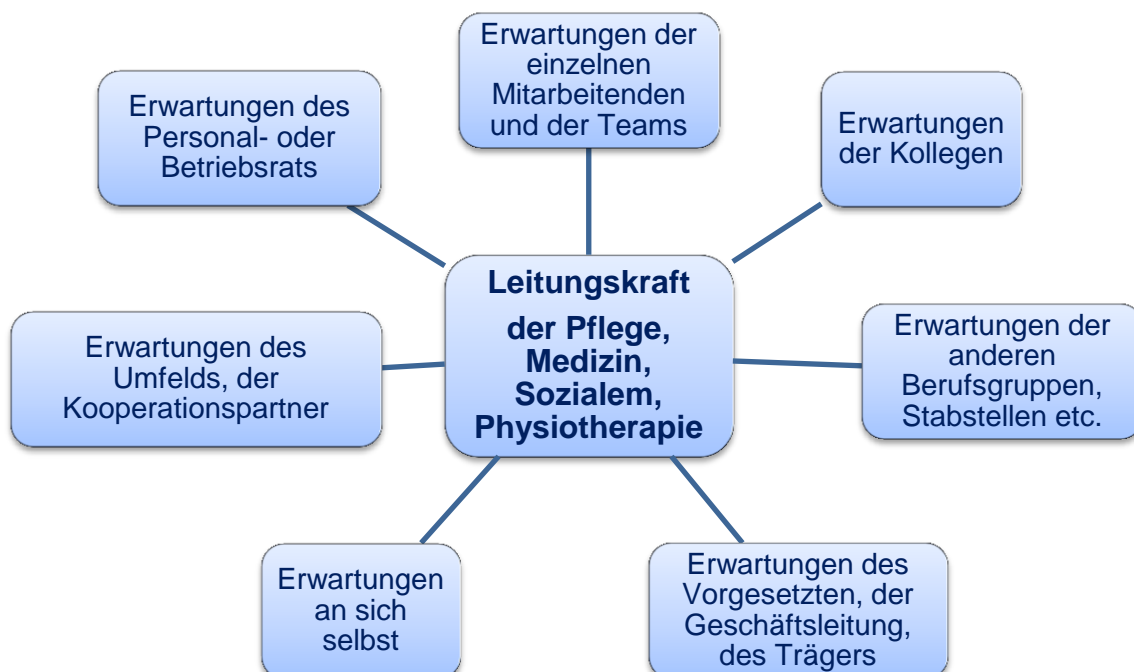 Erwartungen der
einzelnen
Mitarbeitenden
und der Teams
Erwartungen des
Personal- oder
Betriebsrats
Erwartungen
der Kollegen
Leitungskraft
der Pflege,
Medizin,
Sozialem,
Physiotherapie
Erwartungen des
Umfelds, der
Kooperationspartner
Erwartungen der
anderen
Berufsgruppen,
Stabstellen etc.
Erwartungen
an sich
selbst
Erwartungen des
Vorgesetzten, der
Geschäftsleitung,
des Trägers